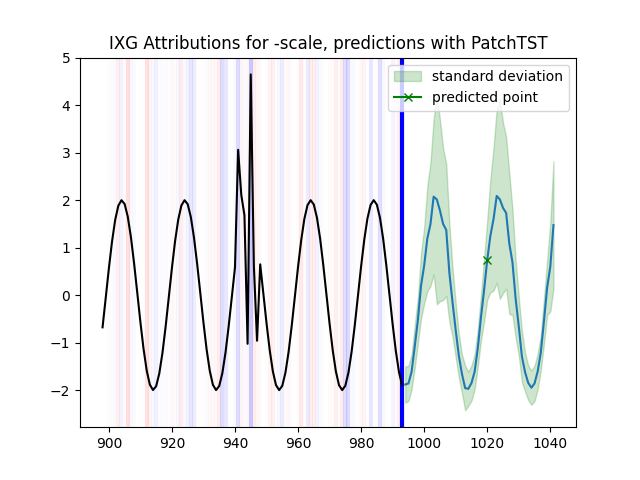 IXG Attributions for -scale, predictions with PatchTST
standard deviation
predicted point
5
4
3
2
1
0
−1
−2
900 920 940 960 980 1000 1020 1040